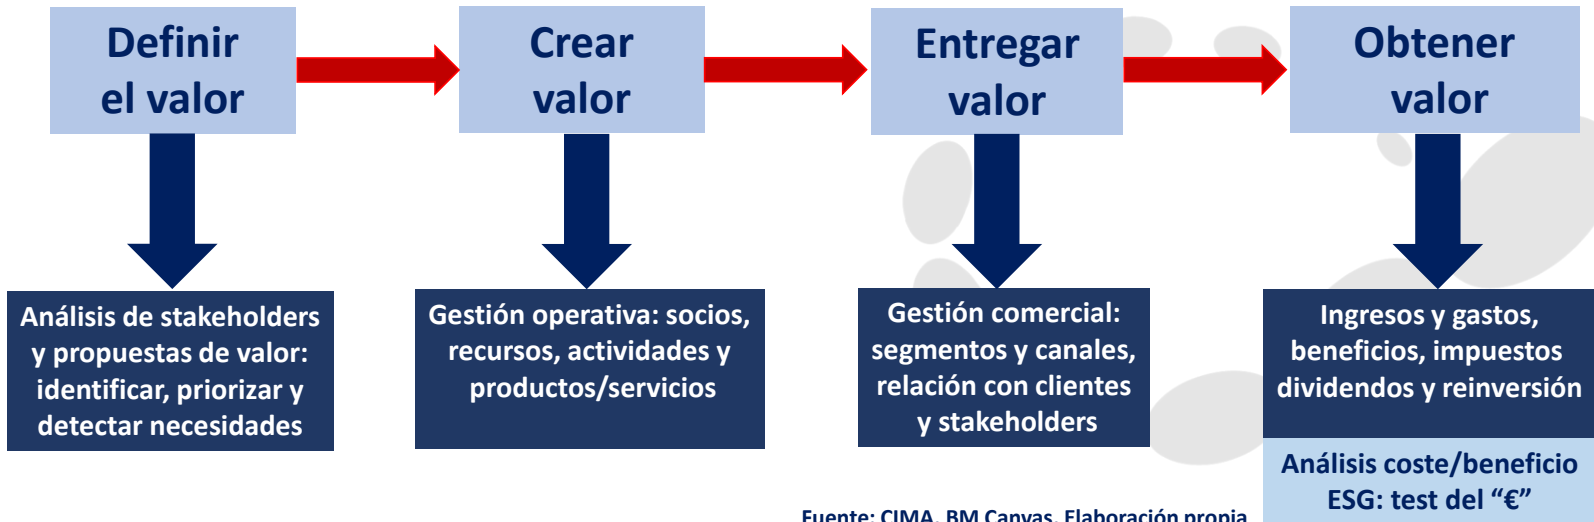 Definir
el valor
Crear
valor
Entregar
valor
Obtener
valor
Análisis de stakeholders
y propuestas de valor:
identificar, priorizar y
detectar necesidades
Gestión operativa: socios,
recursos, actividades y
productos/servicios
Gestión comercial:
segmentos y canales,
relación con clientes
y stakeholders
Ingresos y gastos,
beneficios, impuestos
dividendos y reinversión
Análisis coste/beneficio
ESG: test del “€”
Fuente: CIMA, BM Canvas. Elaboración propia